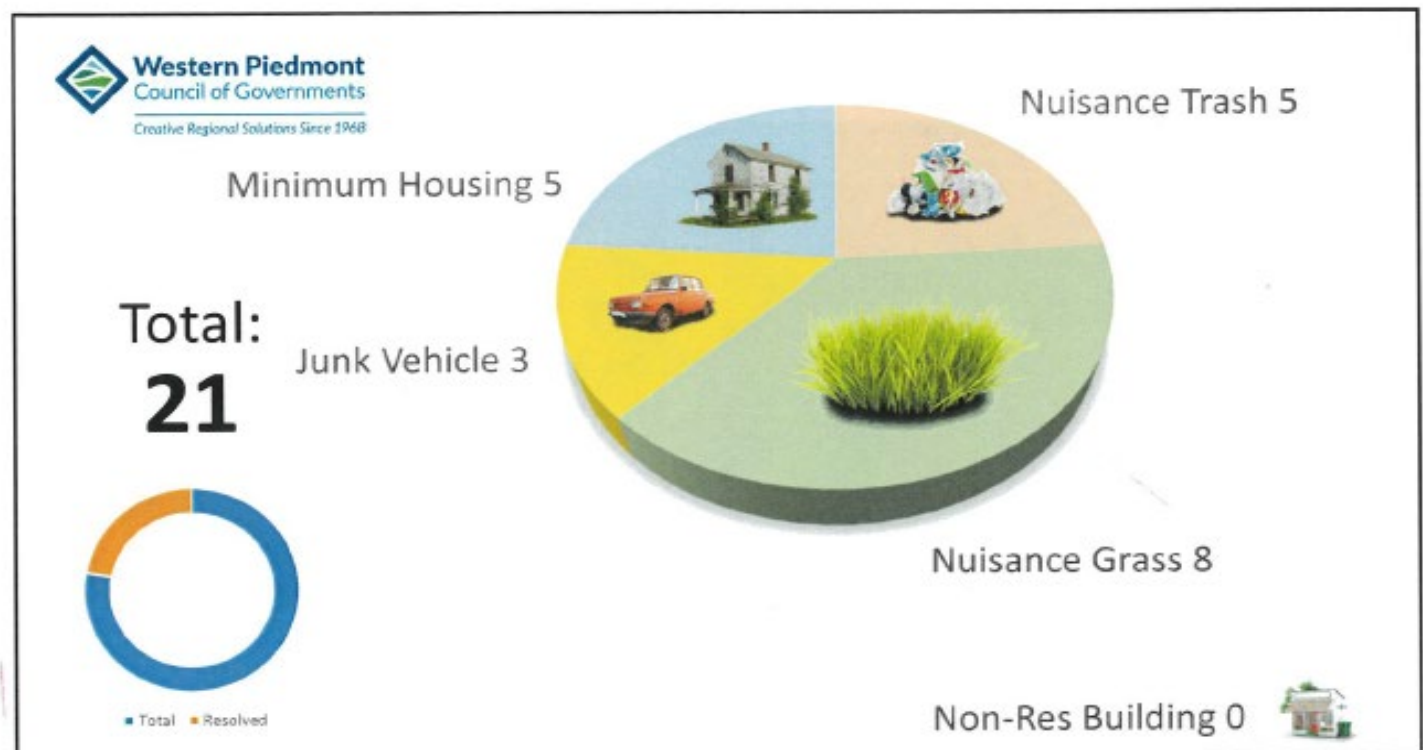 Western Piedmont
Council of Governments
Creative Regional Solutions Since 1968
Nuisance Trash 5
Minimum Housing 5
Total:
21
Junk Vehicle 3
Nuisance Grass 8
Total Resolved
Non-Res Building 0